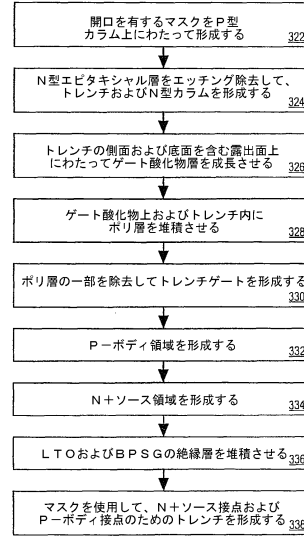 開口を有するマスクをP型
カラム上にわたって形成する
322
N型エピタキシャル層をエッチング除去して、
トレンチおよびN型カラムを形成する
324
トレンチの側面および底面を含む露出面上
にわたってゲート酸化物層を成長させる
326
ゲート酸化物上およびトレンチ内に
ポリ層を堆積させる
328
ポリ層の一部を除去してトレンチゲートを形成する
330
P－ボディ領域を形成する
332
N＋ソース領域を形成する
334
LTOおよびBPSGの絶縁層を堆積させる
336
マスクを使用して、N＋ソース接点および
P－ボディ接点のためのトレンチを形成する
338